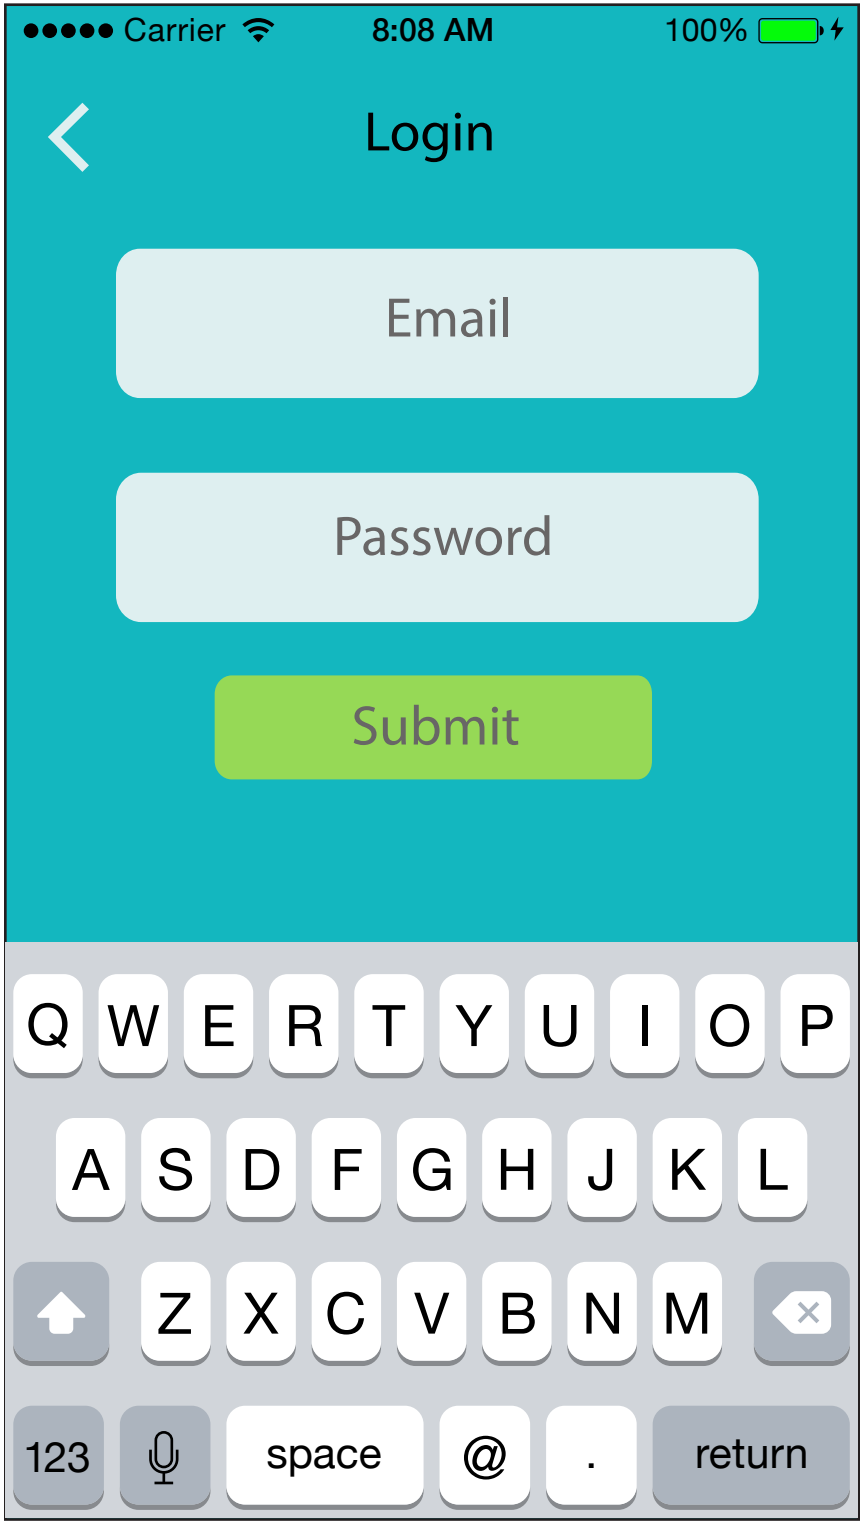 Carrier 8:08 AM 100%
Login
Email
Password
Submit
Q W E R T Y U I O P
A S D F G H J K L
Z X C V B N M
123 space @ . return